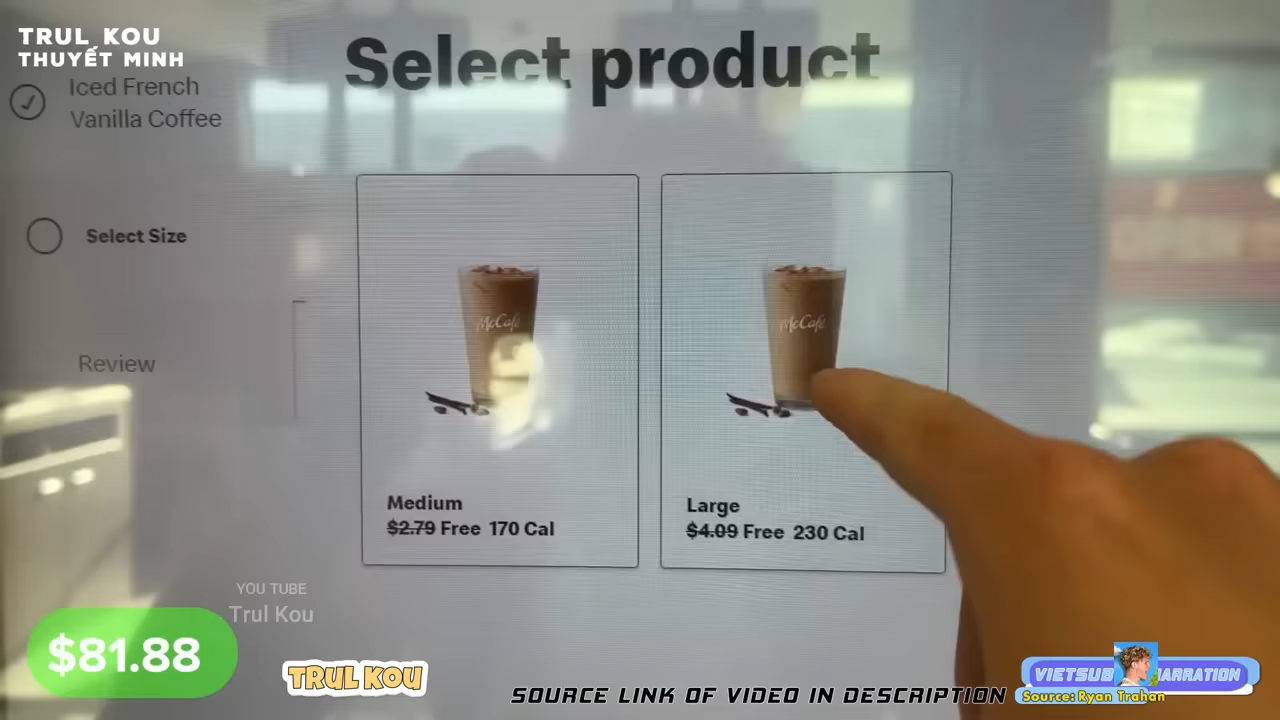 TRUL KOU
THUYẾT MINH
Select product
Iced French
Vanilla Coffee
Select Size
Review
McCafé
McCafé
Medium
$2.79 Free 170 Cal
Large
$4.09 Free 230 Cal
YOU TUBE
Trul Kou
$81.88
TRUL KOU
SOURCE LINK OF VIDEO IN DESCRIPTION
VIETSUB ARRATION
Source: Ryan Trahan